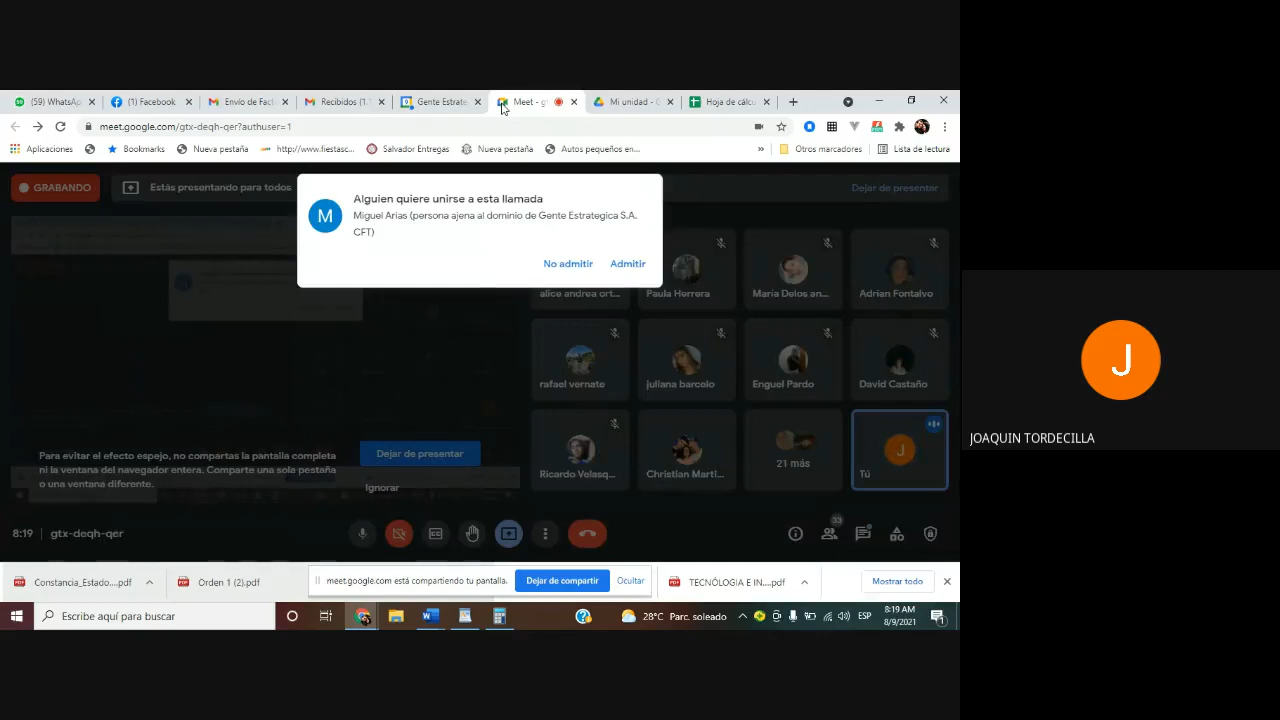 (59) WhatsAp
(1) Facebook
Envío de Fact
Recibidos (1.1
Gente Estrate
Meet - gt
Mi unidad - G
Hoja de cálcu
meet.google.com/gtx-deqh-qer?authuser=1
Aplicaciones
Bookmarks
Nueva pestaña
http://www.fiestasc...
Salvador Entregas
Nueva pestaña
Autos pequeños en...
»
Otros marcadores
Lista de lectura
GRABANDO
Estás presentando para todos
Dejar de presentar
Alguien quiere unirse a esta llamada
M
Miguel Arias (persona ajena al dominio de Gente Estrategica S.A.
CFT)
No admitir
Admitir
alice andrea ort...
Paula Herrera
María Delos an...
Adrian Fontalvo
rafael vernate
juliana barcelo
Enguel Pardo
David Castaño
Ricardo Velasq...
Christian Marti...
21 más
J
Tú
Para evitar el efecto espejo, no compartas la pantalla completa
ni la ventana del navegador entera. Comparte una sola pestaña
o una ventana diferente.
Dejar de presentar
Ignorar
8:19 | gtx-deqh-qer
33
Constancia_Estado....pdf
Orden 1 (2).pdf
meet.google.com está compartiendo tu pantalla.
Dejar de compartir
Ocultar
TECNÓLOGIA E IN....pdf
Mostrar todo
Escribe aquí para buscar
28°C Parc. soleado
ESP
8:19 AM
8/9/2021
1
J
JOAQUIN TORDECILLA